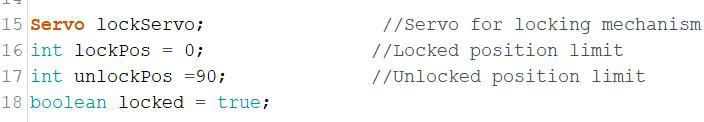 15 Servo lockServo; //Servo for locking mechanism
16 int lockPos = 0; //Locked position limit
17 int unlockPos =90; //Unlocked position limit
18 boolean locked = true;